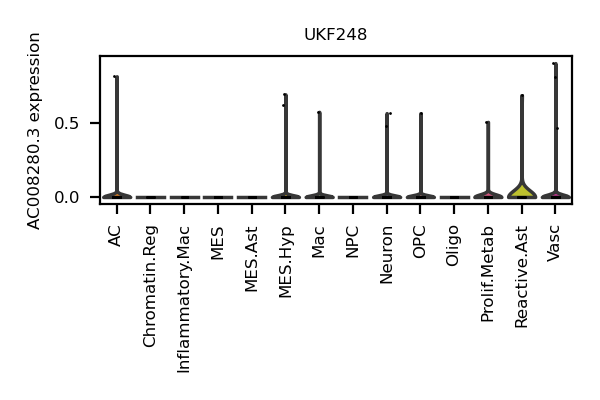 UKF248
AC008280.3 expression
0.5
0.0
AC
Chromatin.Reg
Inflammatory.Mac
MES
MES.Ast
MES.Hyp
Mac
NPC
Neuron
OPC
Oligo
Prolif.Metab
Reactive.Ast
Vasc